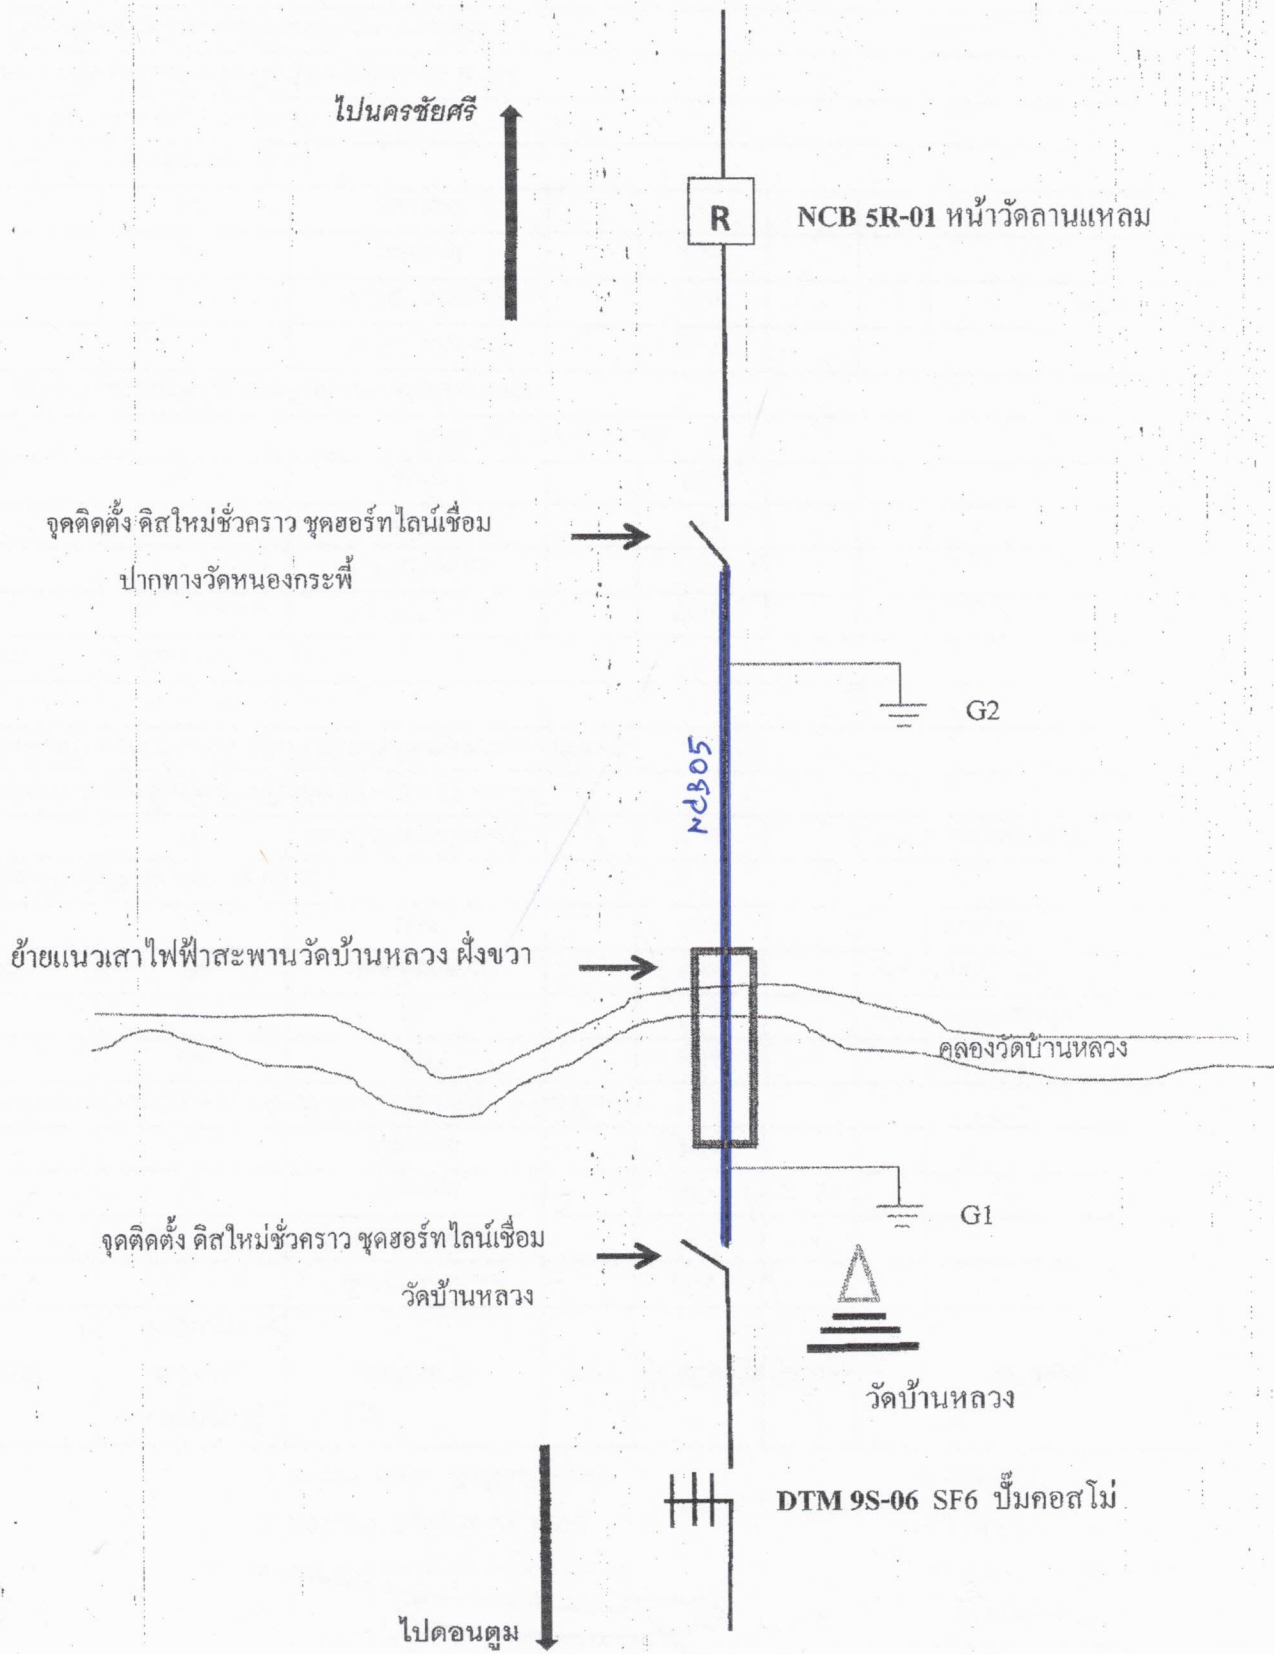 ไปนครชัยศรี
R
NCB 5R-01 หน้าวัดลานแหลม
จุดติดตั้ง ดิสใหม่ชั่วคราว ชุดฮอร์ทไลน์เชื่อม
ปากทางวัดหนองกระพี้
G2
ย้ายแนวเสาไฟฟ้าสะพานวัดบ้านหลวง ฝั่งขวา
คลองวัดบ้านหลวง
G1
จุดติดตั้ง ดิสใหม่ชั่วคราว ชุดฮอร์ทไลน์เชื่อม
วัดบ้านหลวง
วัดบ้านหลวง
DTM 9S-06 SF6 ปั๊มคอสโม่
ไปดอนตูม